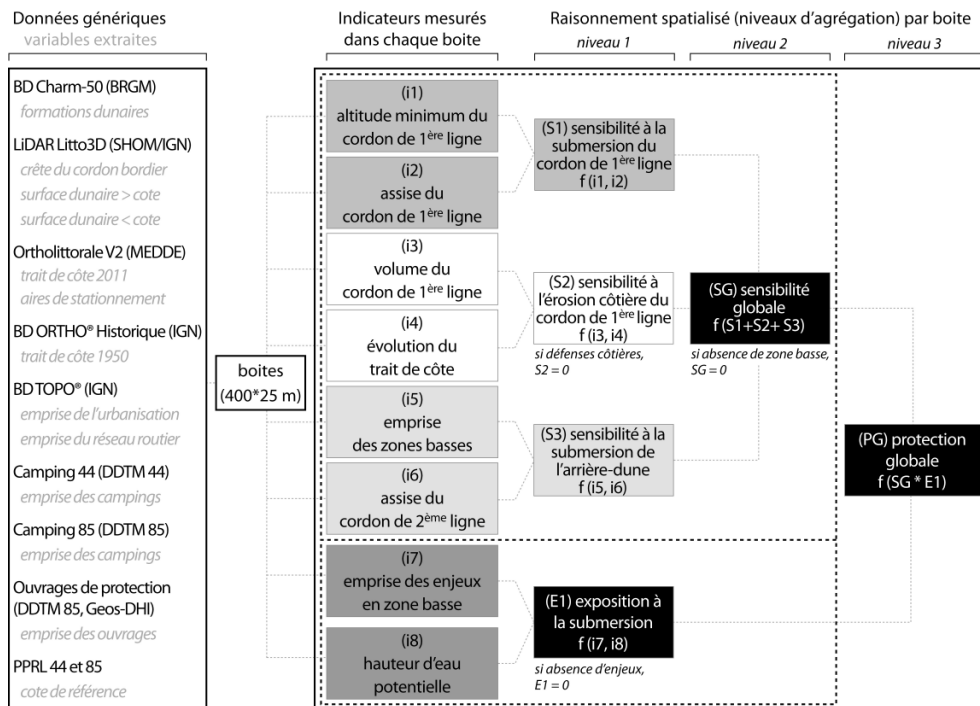 Données génériques
variables extraites
Indicateurs mesurés
dans chaque boite
Raisonnement spatialisé (niveaux d'agrégation) par boite
niveau 1
niveau 2
niveau 3
BD Charm-50 (BRGM)
formations dunaires
LiDAR Litto3D (SHOM/IGN)
crête du cordon bordier
surface dunaire > cote
surface dunaire < cote
Ortholittorale V2 (MEDDE)
trait de côte 2011
aires de stationnement
BD ORTHO® Historique (IGN)
trait de côte 1950
BD TOPO® (IGN)
emprise de l'urbanisation
emprise du réseau routier
Camping 44 (DDTM 44)
emprise des campings
Camping 85 (DDTM 85)
emprise des campings
Ouvrages de protection
(DDTM 85, Geos-DHI)
emprise des ouvrages
PPRL 44 et 85
cote de référence
boites
(400*25 m)
(i1)
altitude minimum du
cordon de 1ère ligne
(i2)
assise du
cordon de 1ère ligne
(i3)
volume du
cordon de 1ère ligne
(i4)
évolution du
trait de côte
(i5)
emprise
des zones basses
(i6)
assise du
cordon de 2ème ligne
(i7)
emprise des enjeux
en zone basse
(i8)
hauteur d'eau
potentielle
(S1) sensibilité à la
submersion du
cordon de 1ère ligne
f (i1, i2)
(S2) sensibilité à
l'érosion côtière du
cordon de 1ère ligne
f (i3, i4)
si défenses côtières,
S2 = 0
(S3) sensibilité à la
submersion de
l'arrière-dune
f (i5, i6)
(E1) exposition à
la submersion
f (i7, i8)
si absence d'enjeux,
E1 = 0
(SG) sensibilité
globale
f (S1+S2+ S3)
si absence de zone basse,
SG = 0
(PG) protection
globale
f (SG * E1)